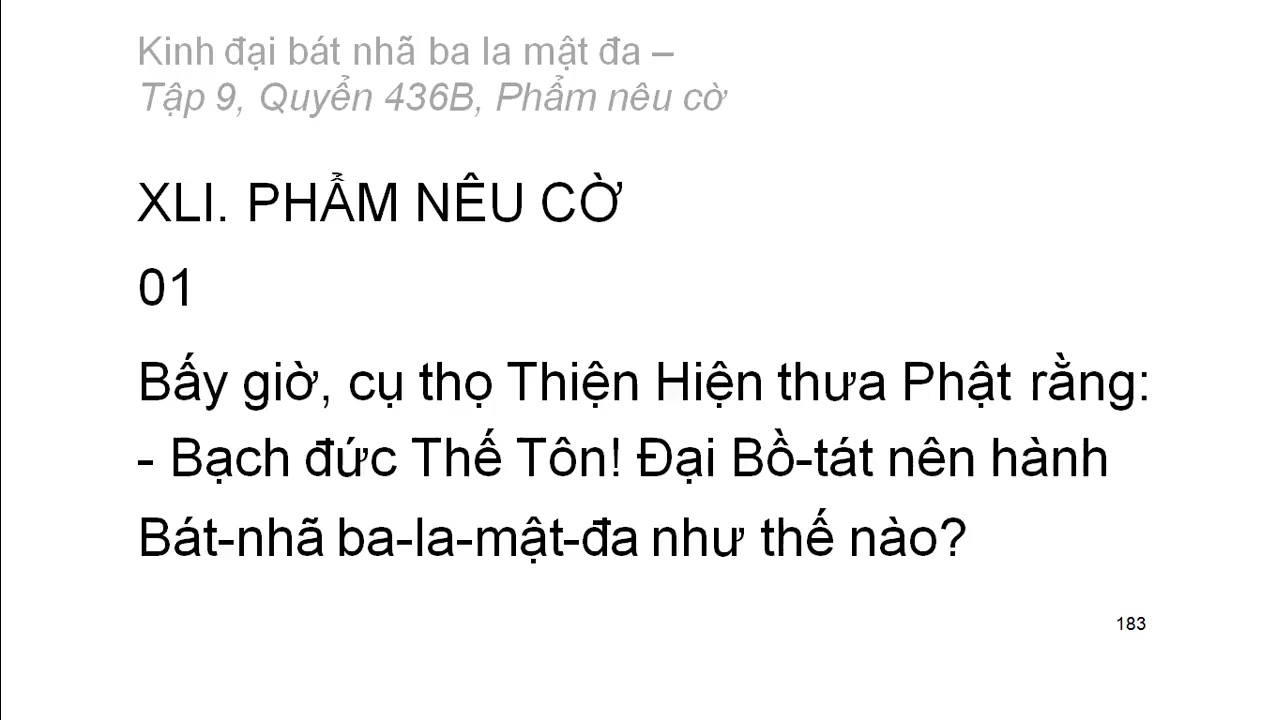 Kinh đại bát nhã ba la mật đa –
Tập 9, Quyển 436B, Phẩm nêu cờ
XLI. PHẨM NÊU CỜ
01
Bấy giờ, cụ thọ Thiện Hiện thưa Phật rằng:
- Bạch đức Thế Tôn! Đại Bồ-tát nên hành
Bát-nhã ba-la-mật-đa như thế nào?
183